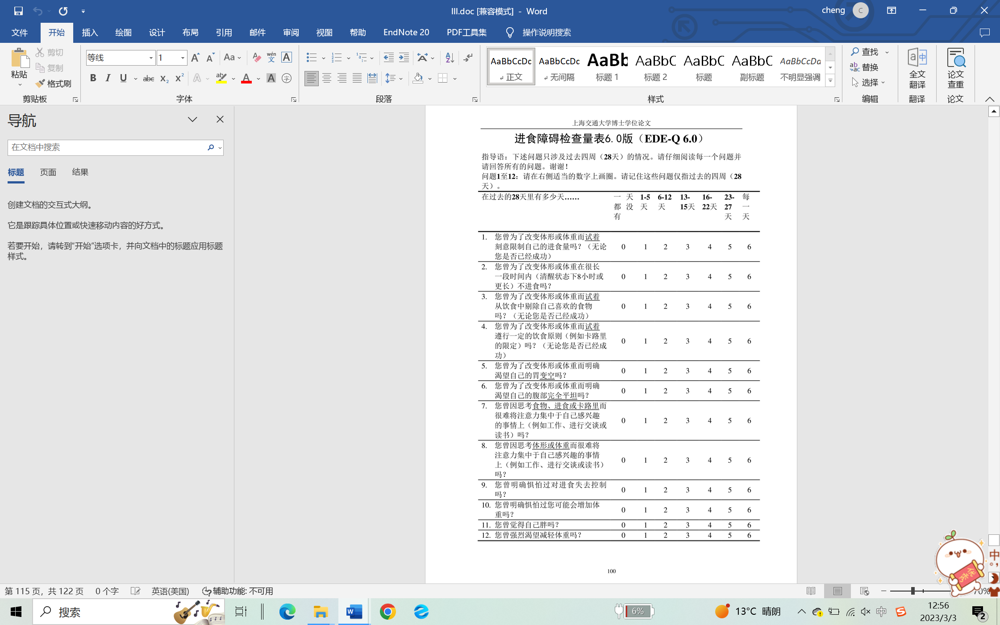 III.doc [兼容模式] - Word
cheng C
文件 开始 插入 绘图 设计 布局 引用 邮件 审阅 视图 帮助 EndNote 20 PDF工具集 操作说明搜索
粘贴
剪切
复制
格式刷
剪贴板
等线 1
字体
段落
AaBbCcDc
正文
AaBbCcDc
无间隔
AaBb
标题 1
AaBbC
标题 2
AaBbC
标题
AaBbC
副标题
AaBbCcDa
不明显强调
样式
查找
替换
选择
编辑
全文
翻译
翻译
论文
查重
论文
导航
在文档中搜索
标题 页面 结果
创建文档的交互式大纲。
它是跟踪具体位置或快速移动内容的好方式。
若要开始，请转到“开始”选项卡，并向文档中的标题应用标题
样式。
上海交通大学博士学位论文
进食障碍检查量表6.0版（EDE-Q 6.0）
指导语：下述问题只涉及过去四周（28天）的情况。请仔细阅读每一个问题并
请回答所有的问题。谢谢！
问题1至12：请在右侧适当的数字上画圈。请记住这些问题仅指过去的四周（28
天）。
在过去的28天里有多少天…… 一 天 1-5 6-12 13- 16- 23- 每
都 没 天 天 15天 22天 27 一
有 天 天
1. 您曾为了改变体形或体重而试着
刻意限制自己的进食量吗？（无论 0 1 2 3 4 5 6
您是否已经成功）
2. 您曾为了改变体形或体重在很长
一段时间内（清醒状态下8小时或 0 1 2 3 4 5 6
更长）不进食吗？
3. 您曾为了改变体形或体重而试着
从饮食中剔除自己喜欢的食物 0 1 2 3 4 5 6
吗？（无论您是否已经成功）
4. 您曾为了改变体形或体重而试着
遵行一定的饮食原则（例如卡路里 0 1 2 3 4 5 6
的限定）吗？（无论您是否已经成
功）
5. 您曾为了改变体形或体重而明确
渴望自己的胃变空吗？ 0 1 2 3 4 5 6
6. 您曾为了改变体形或体重而明确
渴望自己的腹部完全平坦吗？ 0 1 2 3 4 5 6
7. 您曾因思考食物、进食或卡路里而
很难将注意力集中于自己感兴趣 0 1 2 3 4 5 6
的事情上（例如工作、进行交谈或
读书）吗？
8. 您曾因思考体形或体重而很难将
注意力集中于自己感兴趣的事情 0 1 2 3 4 5 6
上（例如工作、进行交谈或读书）
吗？
9. 您曾明确惧怕过对进食失去控制
吗？ 0 1 2 3 4 5 6
10. 您曾明确惧怕过您可能会增加体
重吗？ 0 1 2 3 4 5 6
11. 您曾觉得自己胖吗？ 0 1 2 3 4 5 6
12. 您曾强烈渴望减轻体重吗？ 0 1 2 3 4 5 6
100
优秀
中
第 115 页，共 122 页 0 个字 英语(美国) 辅助功能: 不可用 70%
搜索
6%
13°C 晴朗
中
12:56
2023/3/3
2